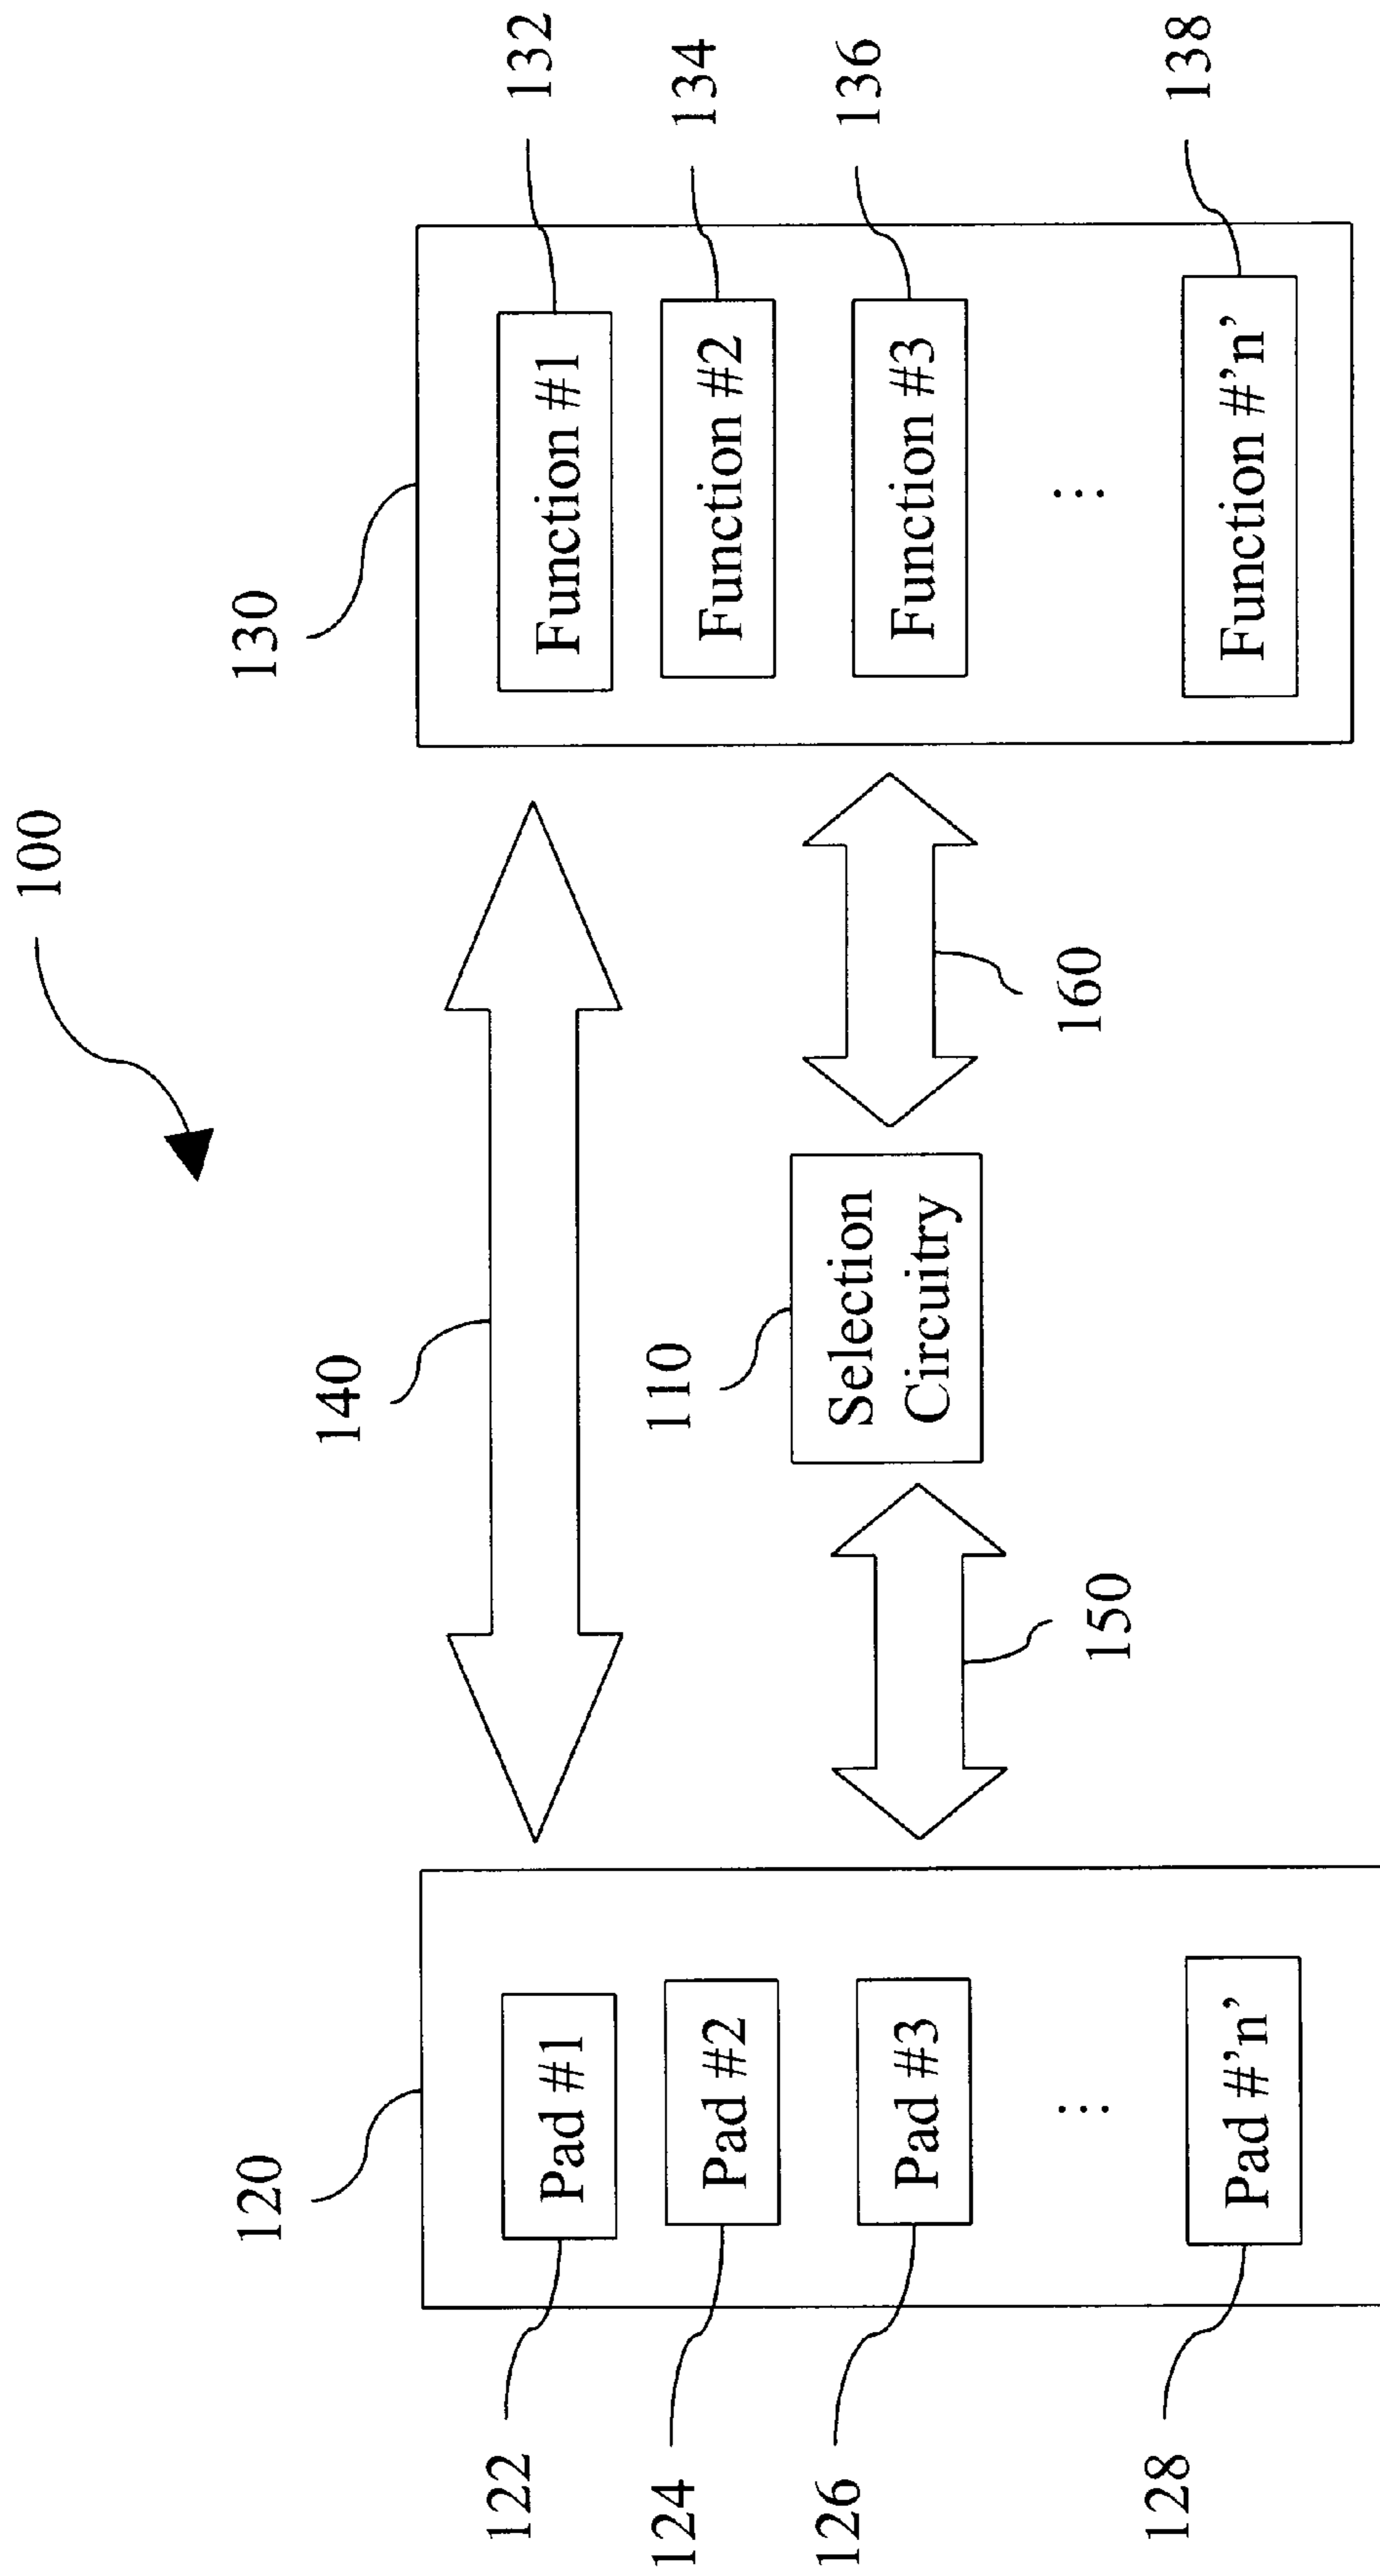 100
120
130
140
122
Pad #1
Function #1
132
124
Pad #2
Function #2
134
110
126
Pad #3
Selection
Circuitry
Function #3
136
150
160
...
...
128
Pad #'n’
Function #'n’
138